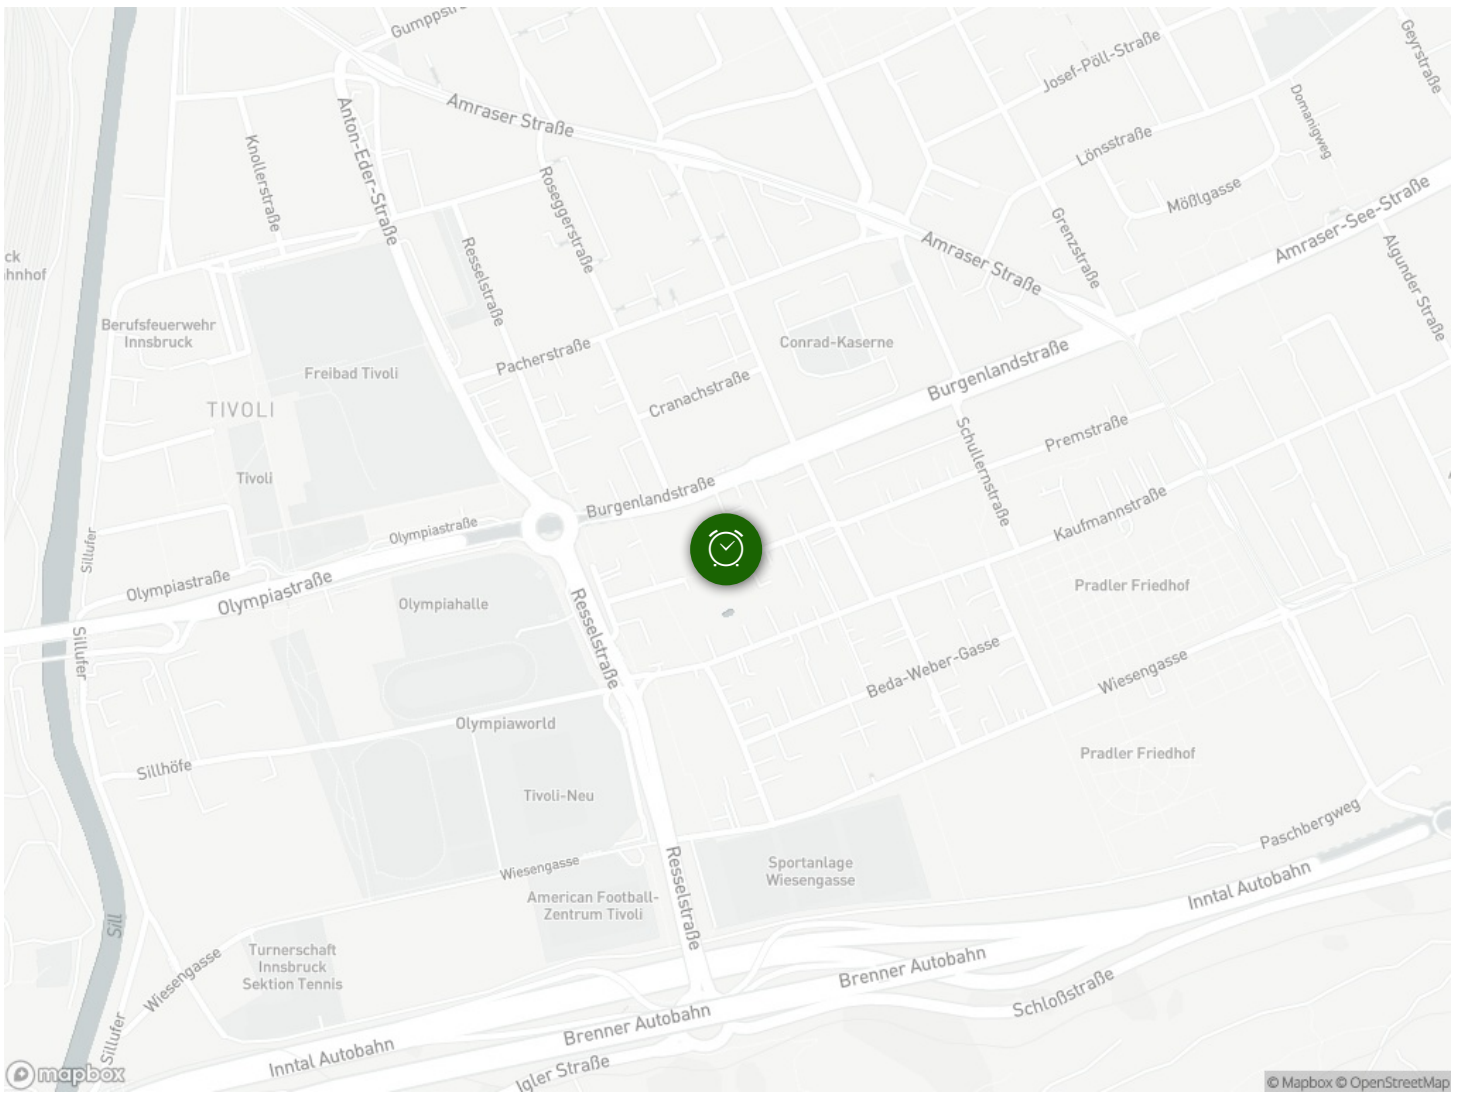 Gumppstr
Josef-Pöll-Straße
Geyrstraße
Amraser Straße
Anton-Eder-Straße
Domanigweg
Knollerstraße
Lönsstraße
Roseggerstraße
Mößlgasse
Amraser-See-Straße
Grenzstraße
Resselstraße
Amraser Straße
Algunder Straße
ck
hnhof
Berufsfeuerwehr
Innsbruck
Pacherstraße
Conrad-Kaserne
Freibad Tivoli
Burgenlandstraße
Cranachstraße
TIVOLI
Schullernstraße
Premstraße
Tivoli
Burgenlandstraße
Kaufmannstraße
Olympiastraße
Sillufer
Olympiastraße
Olympiastraße
Pradler Friedhof
Olympiahalle
Resselstraße
Sillufer
Beda-Weber-Gasse
Wiesengasse
Olympiaworld
Pradler Friedhof
Sillhöfe
Tivoli-Neu
Paschbergweg
Wiesengasse
Sportanlage
Wiesengasse
American Football-
Zentrum Tivoli
Resselstraße
Inntal Autobahn
Sill
Turnerschaft
Innsbruck
Sektion Tennis
Wiesengasse
Brenner Autobahn
Schloßstraße
Sillufer
Brenner Autobahn
Inntal Autobahn
Igler Straße
mapbox
© Mapbox © OpenStreetMap